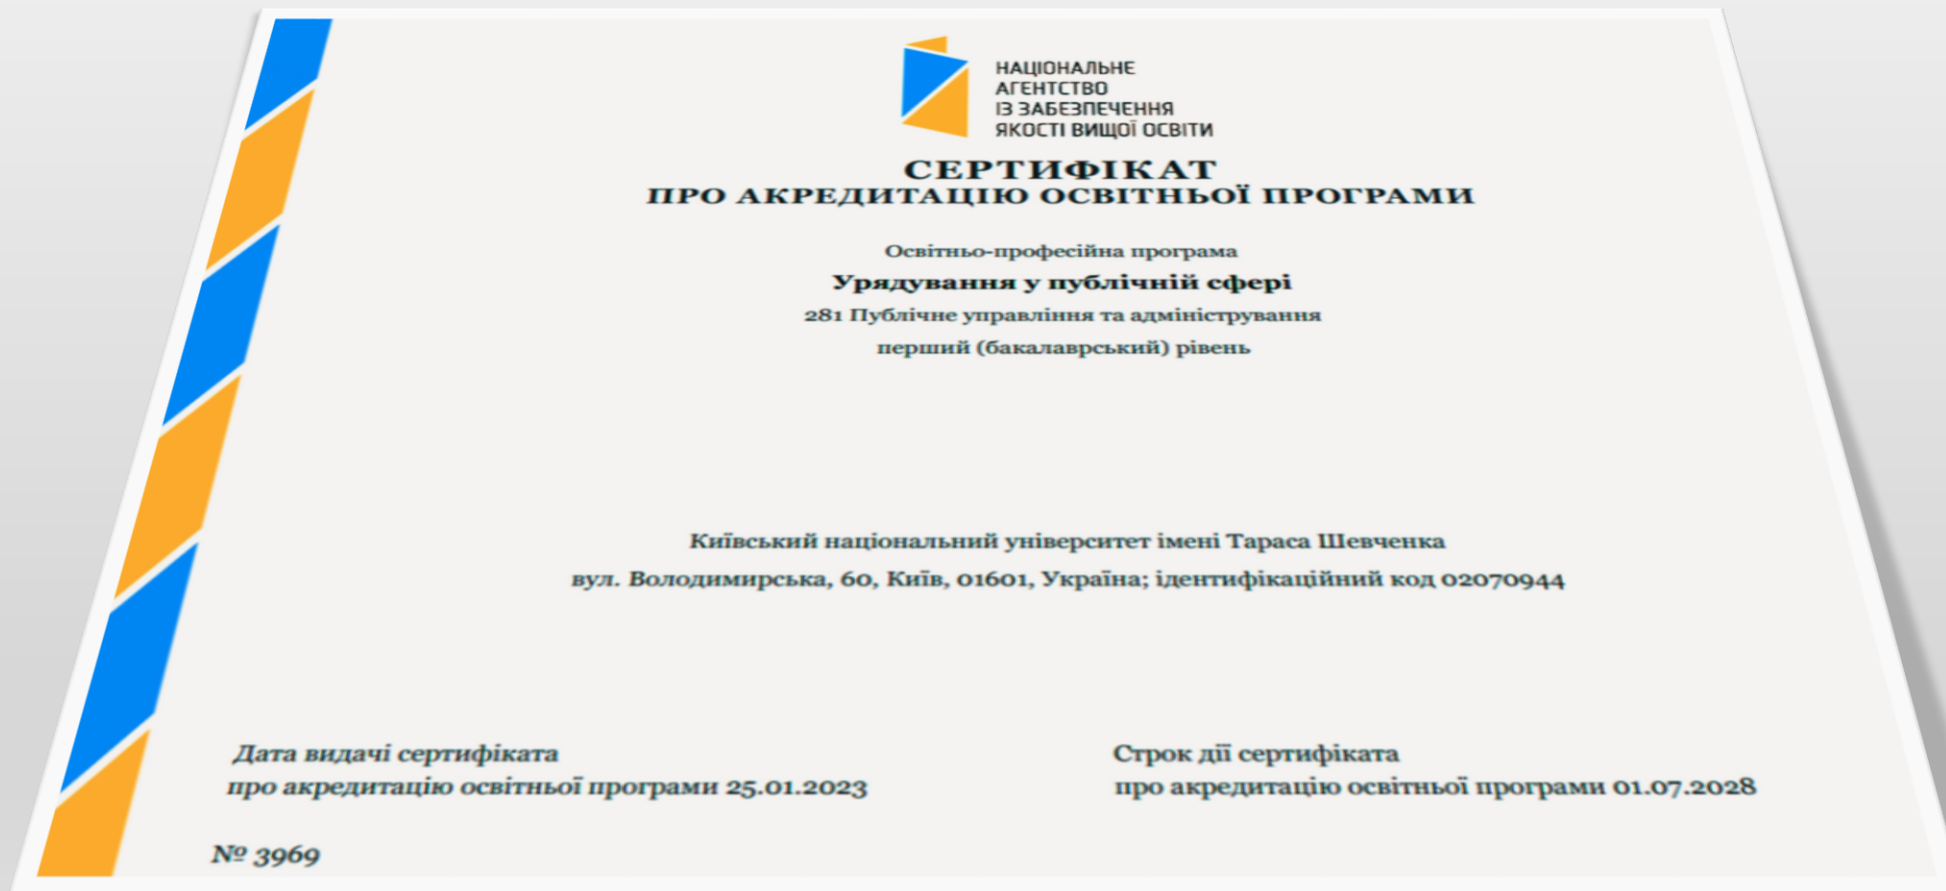 НАЦІОНАЛЬНЕ
АГЕНТСТВО
ІЗ ЗАБЕЗПЕЧЕННЯ
ЯКОСТІ ВИЩОЇ ОСВІТИ
СЕРТИФІКАТ
ПРО АКРЕДИТАЦІЮ ОСВІТНЬОЇ ПРОГРАМИ
Освітньо-професійна програма
Урядування у публічній сфері
281 Публічне управління та адміністрування
перший (бакалаврський) рівень
Київський національний університет імені Тараса Шевченка
вул. Володимирська, 60, Київ, 01601, Україна; ідентифікаційний код 02070944
Дата видачі сертифіката
про акредитацію освітньої програми 25.01.2023
Строк дії сертифіката
про акредитацію освітньої програми 01.07.2028
№ 3969